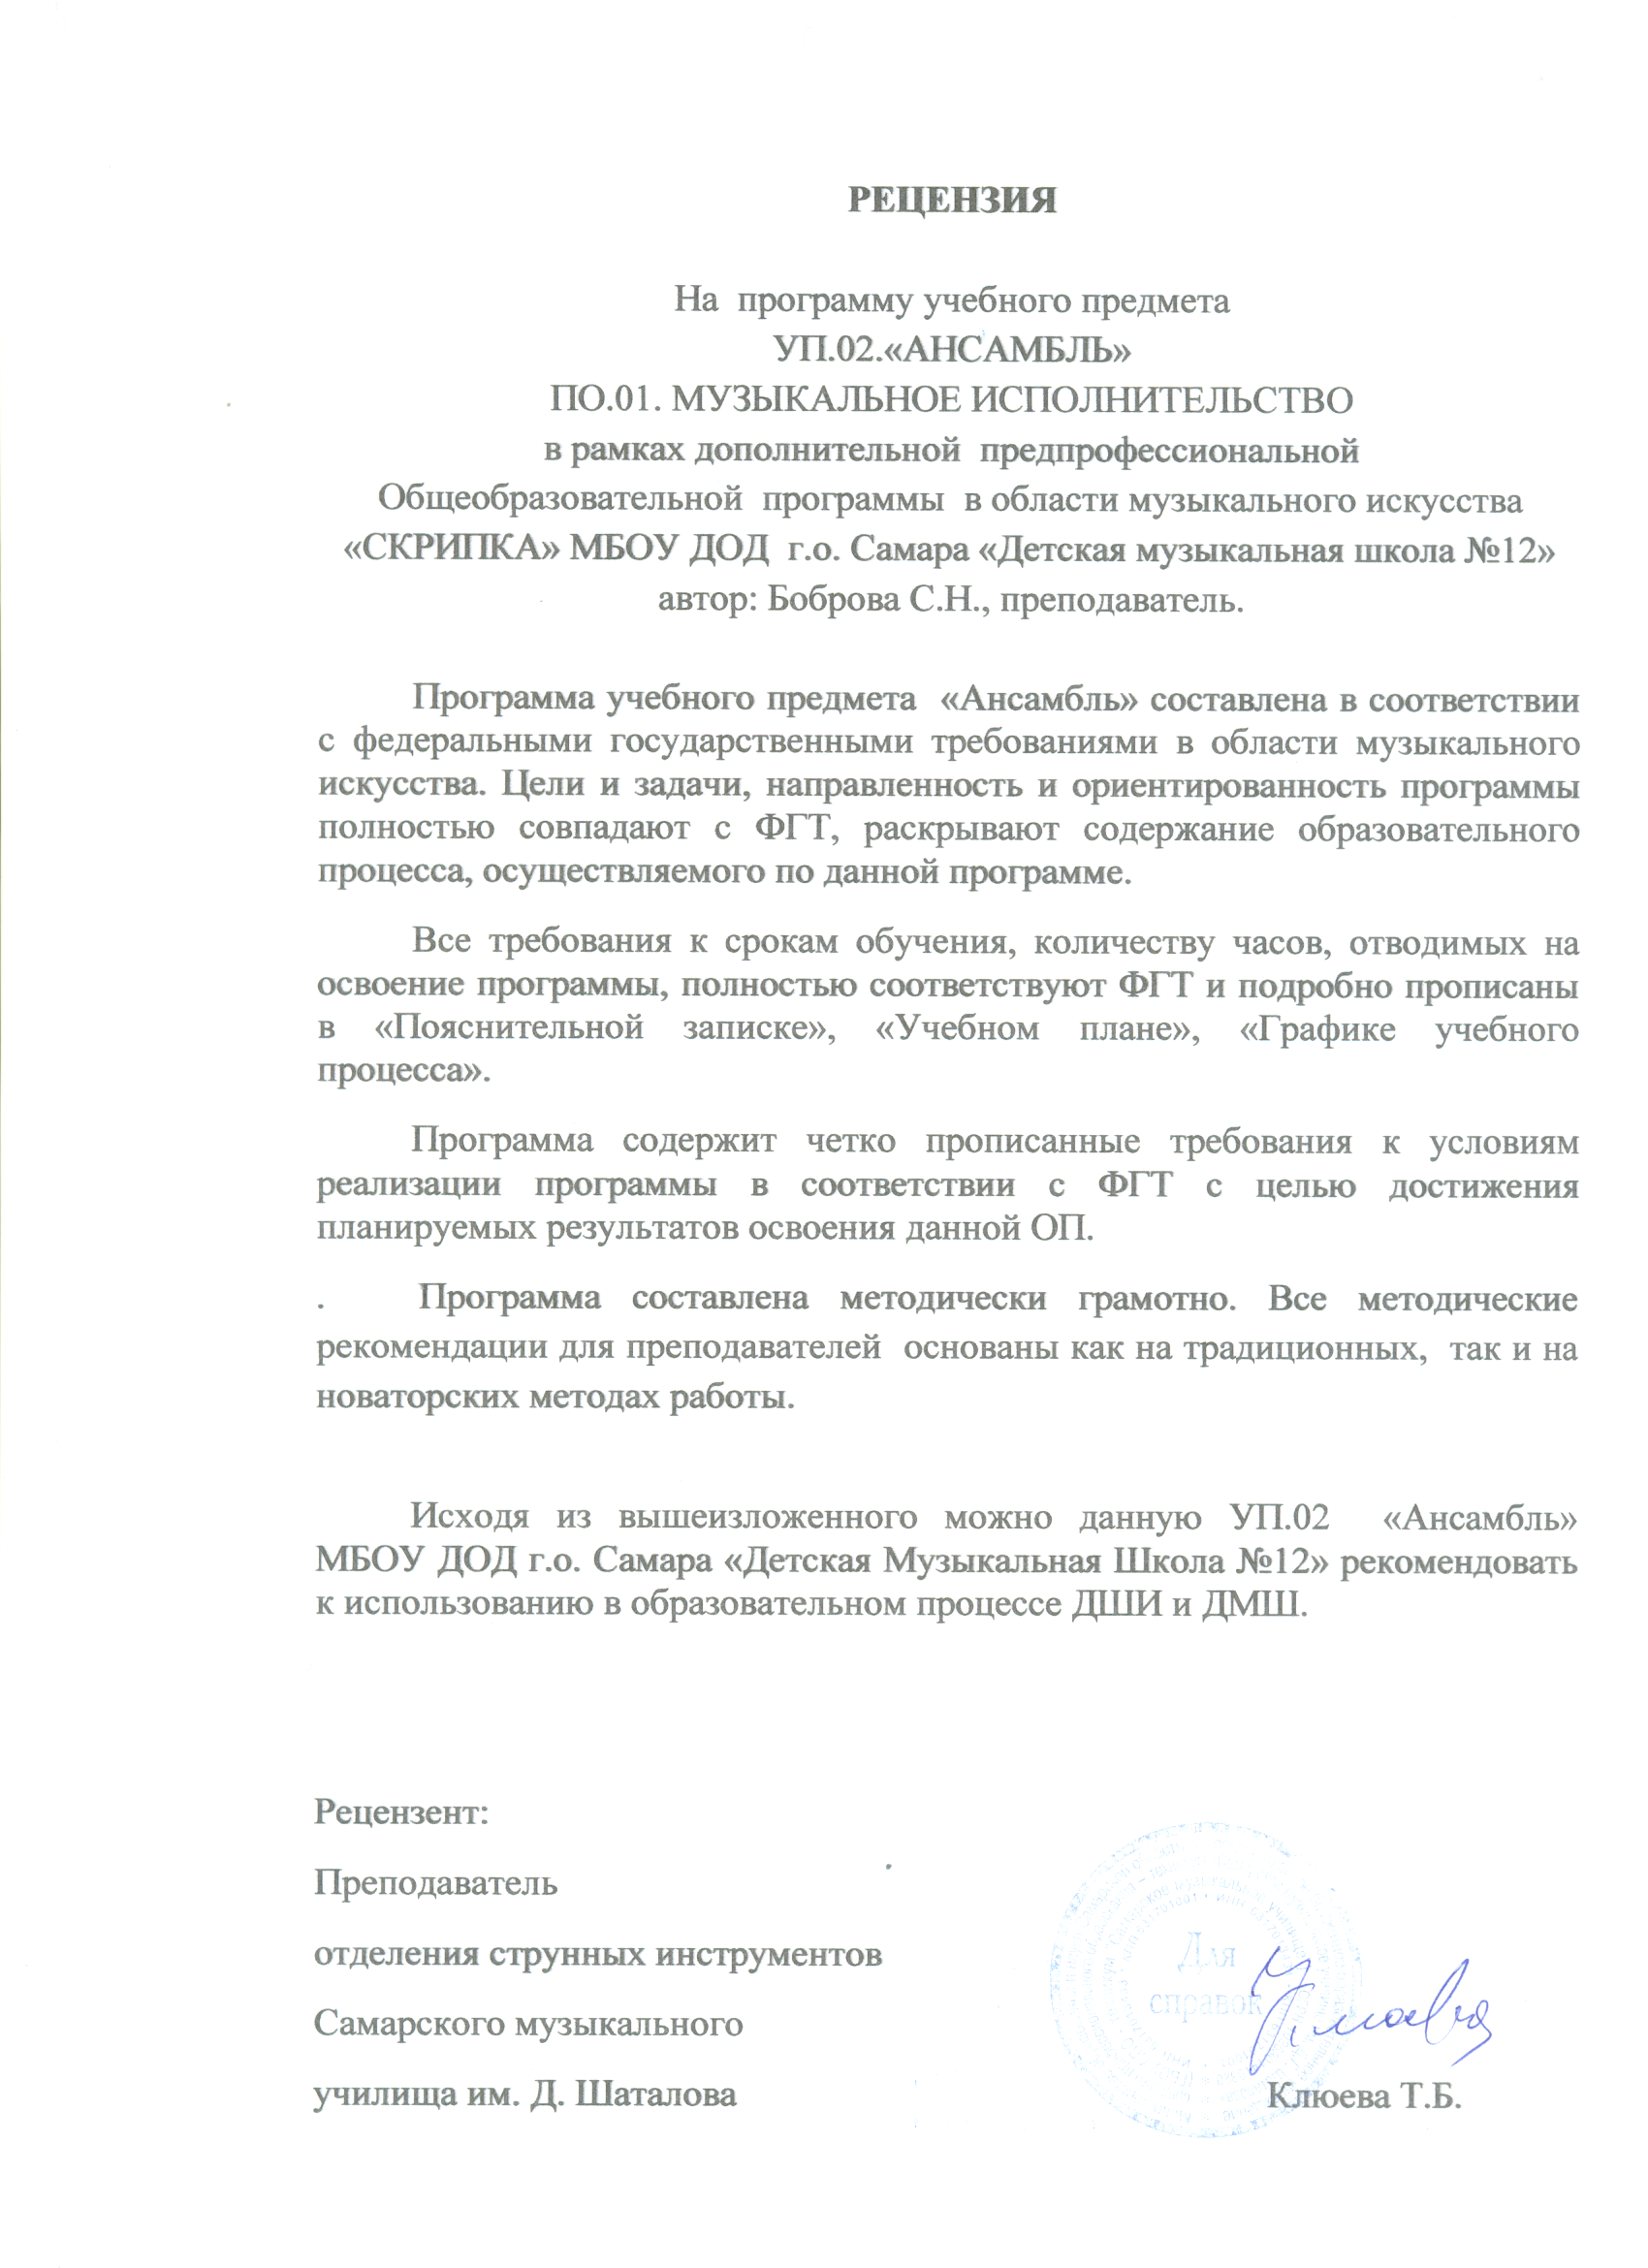 РЕЦЕНЗИЯ
На программу учебного предмета
УП.02.«АНСАМБЛЬ»
ПО.01. МУЗЫКАЛЬНОЕ ИСПОЛНИТЕЛЬСТВО
в рамках дополнительной предпрофессиональной
Общеобразовательной программы в области музыкального искусства
«СКРИПКА» МБОУ ДОД г.о. Самара «Детская музыкальная школа №12»
автор: Боброва С.Н., преподаватель.
Программа учебного предмета «Ансамбль» составлена в соответствии
с федеральными государственными требованиями в области музыкального
искусства. Цели и задачи, направленность и ориентированность программы
полностью совпадают с ФГТ, раскрывают содержание образовательного
процесса, осуществляемого по данной программе.
Все требования к срокам обучения, количеству часов, отводимых на
освоение программы, полностью соответствуют ФГТ и подробно прописаны
в «Пояснительной записке», «Учебном плане», «Графике учебного
процесса».
Программа содержит четко прописанные требования к условиям
реализации программы в соответствии с ФГТ с целью достижения
планируемых результатов освоения данной ОП.
. Программа составлена методически грамотно. Все методические
рекомендации для преподавателей основаны как на традиционных, так и на
новаторских методах работы.
Исходя из вышеизложенного можно данную УП.02 «Ансамбль»
МБОУ ДОД г.о. Самара «Детская Музыкальная Школа №12» рекомендовать
к использованию в образовательном процессе ДШИ и ДМШ.
Рецензент:
Преподаватель
отделения струнных инструментов
Самарского музыкального
училища им. Д. Шаталова
Для
справок
Клюева Т.Б.